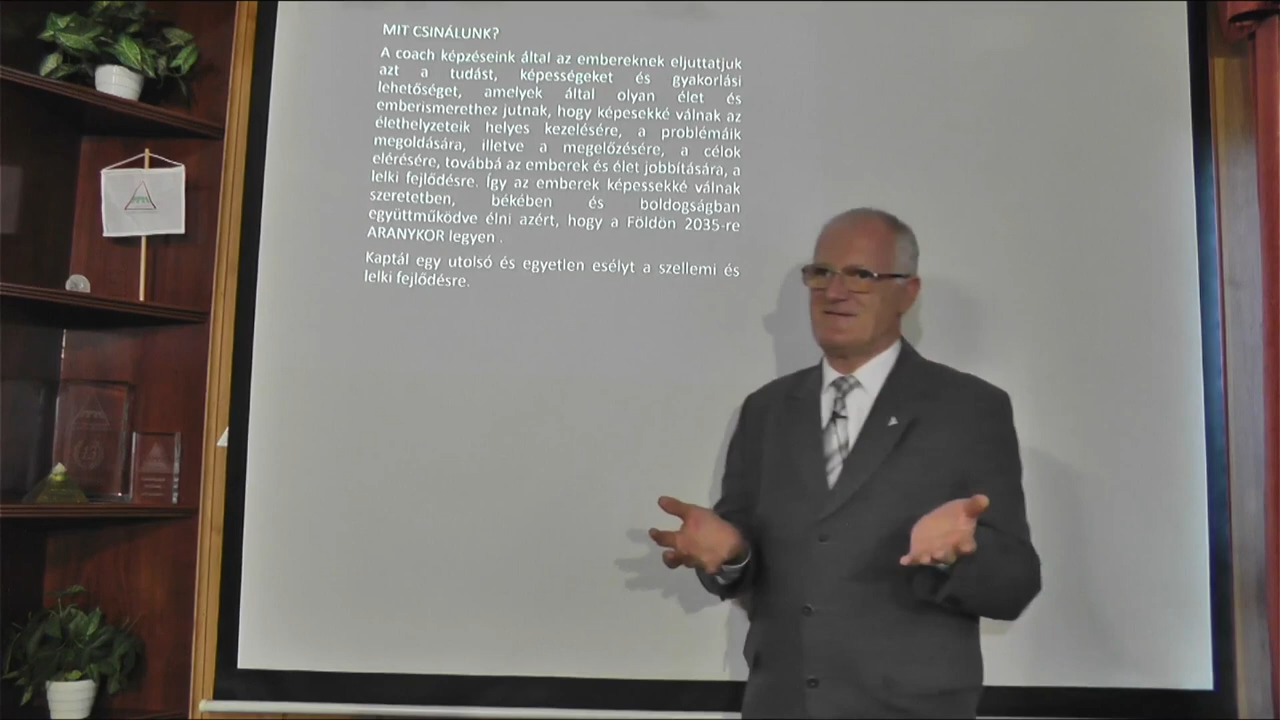 MIT CSINÁLUNK?
A coach képzéseink által az embereknek eljuttatjuk
azt a tudást, képességeket és gyakorlási
lehetőséget, amelyek által olyan élet és
emberismerethez jutnak, hogy képesekké válnak az
élethelyzeteik helyes kezelésére, a problémáik
megoldására, illetve a megelőzésére, a célok
elérésére, továbbá az emberek és élet jobbítására, a
lelki fejlődésre. Így az emberek képessekké válnak
szeretetben, békében és boldogságban
együttműködve élni azért, hogy a Földön 2035-re
ARANYKOR legyen .
Kaptál egy utolsó és egyetlen esélyt a szellemi és
lelki fejlődésre.
13